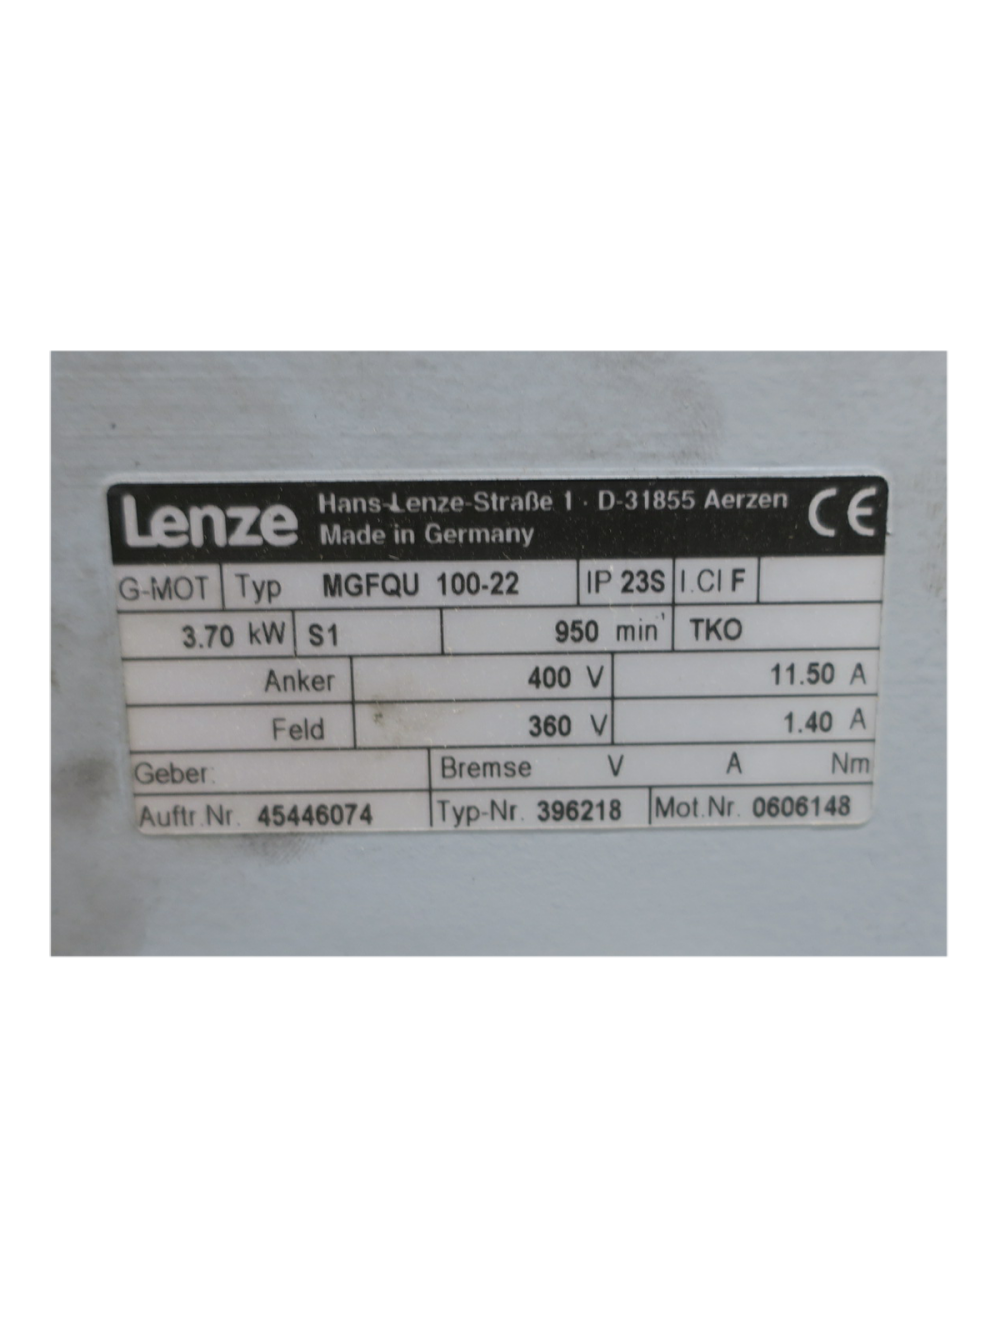 Lenze Hans-Lenze-Straße 1 · D-31855 Aerzen CE
Made in Germany
G-MOT Typ MGFQU 100-22 IP 23S I.Cl F
3.70 kW S1 950 min' TKO
Anker 400 V 11.50 A
Feld 360 V 1.40 A
Geber: Bremse V A Nm
Auftr.Nr. 45446074 Typ-Nr. 396218 Mot.Nr. 0606148